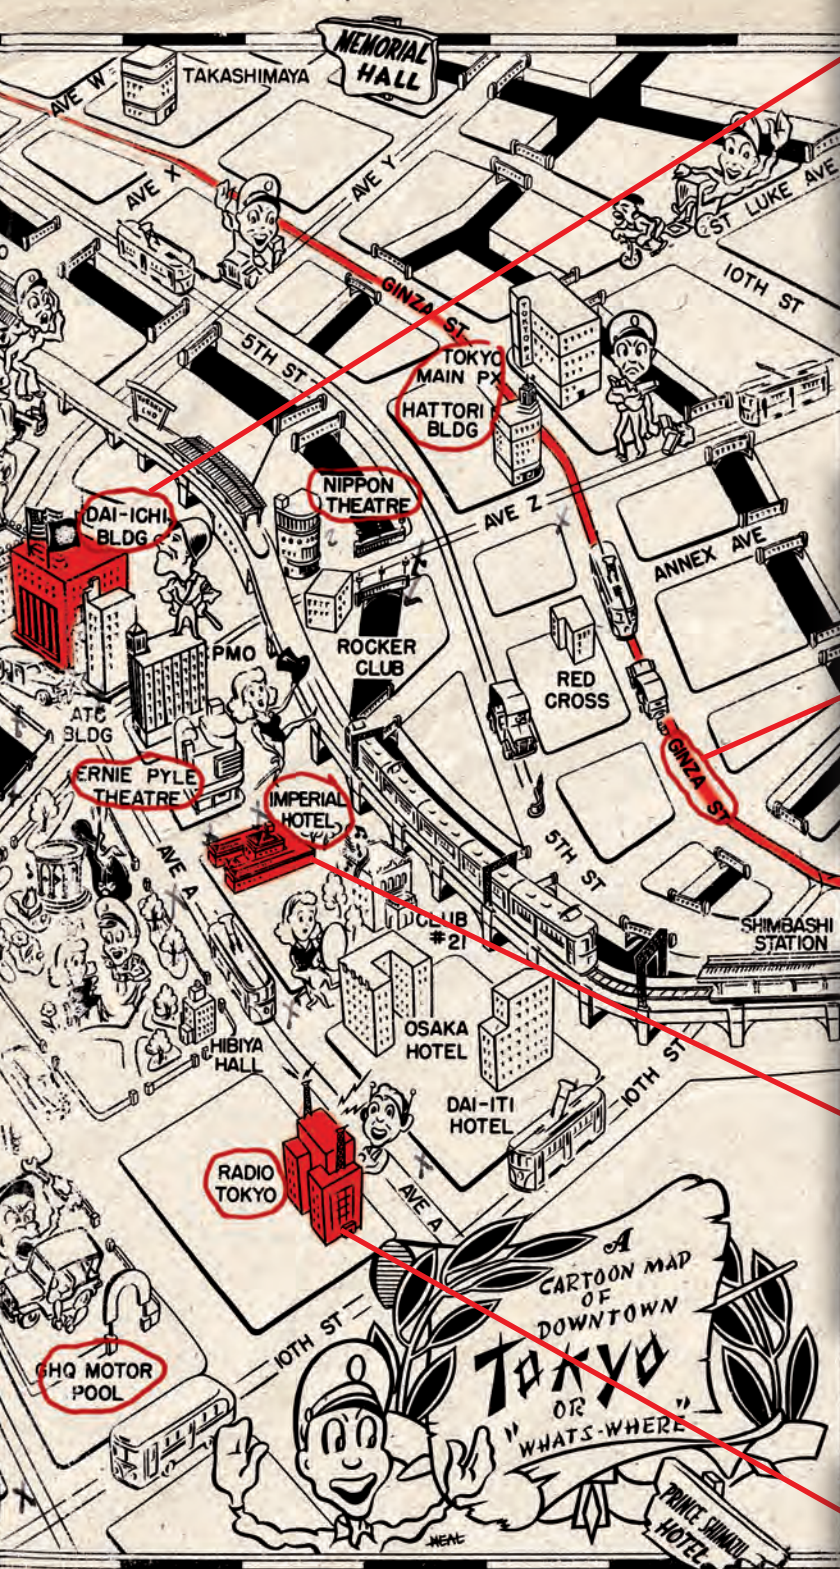 MEMORIAL
HALL
TAKASHIMAYA
AVE W
AVE X
AVE Y
ST LUKE AVE
10TH ST
GINZA ST
5TH ST
TOKYO
MAIN PX
HATTORI
BLDG
NIPPON
THEATRE
DAI-ICHI
BLDG
AVE Z
ANNEX AVE
ROCKER
CLUB
PMO
RED
CROSS
ATC
BLDG
ERNIE PYLE
THEATRE
IMPERIAL
HOTEL
GINZA ST
AVE A
5TH ST
CLUB
#21
SHIMBASHI
STATION
HIBIYA
HALL
OSAKA
HOTEL
DAI-ITI
HOTEL
10TH ST
RADIO
TOKYO
AVE A
GHQ MOTOR
POOL
10TH ST
A
CARTOON MAP
OF
DOWNTOWN
TOKYO
OR
"WHATS-WHERE"
PRINCE SHIMAZU
HOTEL
NEAL